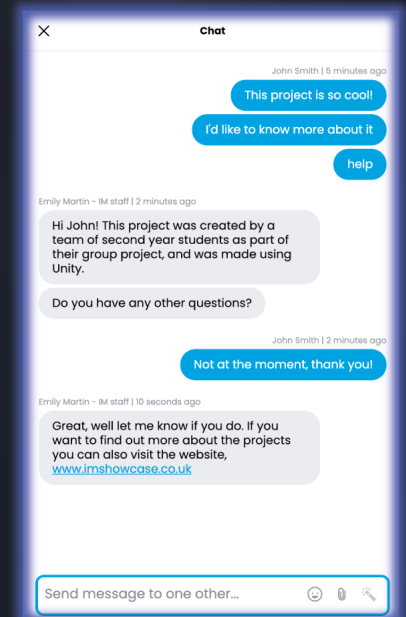 Chat
John Smith | 5 minutes ago
This project is so cool!
I'd like to know more about it
help
Emily Martin - IM staff | 2 minutes ago
Hi John! This project was created by a
team of second year students as part of
their group project, and was made using
Unity.
Do you have any other questions?
John Smith | 2 minutes ago
Not at the moment, thank you!
Emily Martin - IM staff | 10 seconds ago
Great, well let me know if you do. If you
want to find out more about the projects
you can also visit the website,
www.imshowcase.co.uk
Send message to one other...